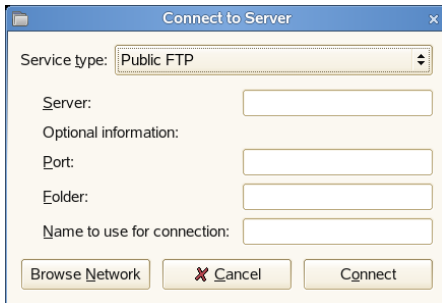 Connect to Server
Service type: Public FTP
Server:
Optional information:
Port:
Folder:
Name to use for connection:
Browse Network Cancel Connect